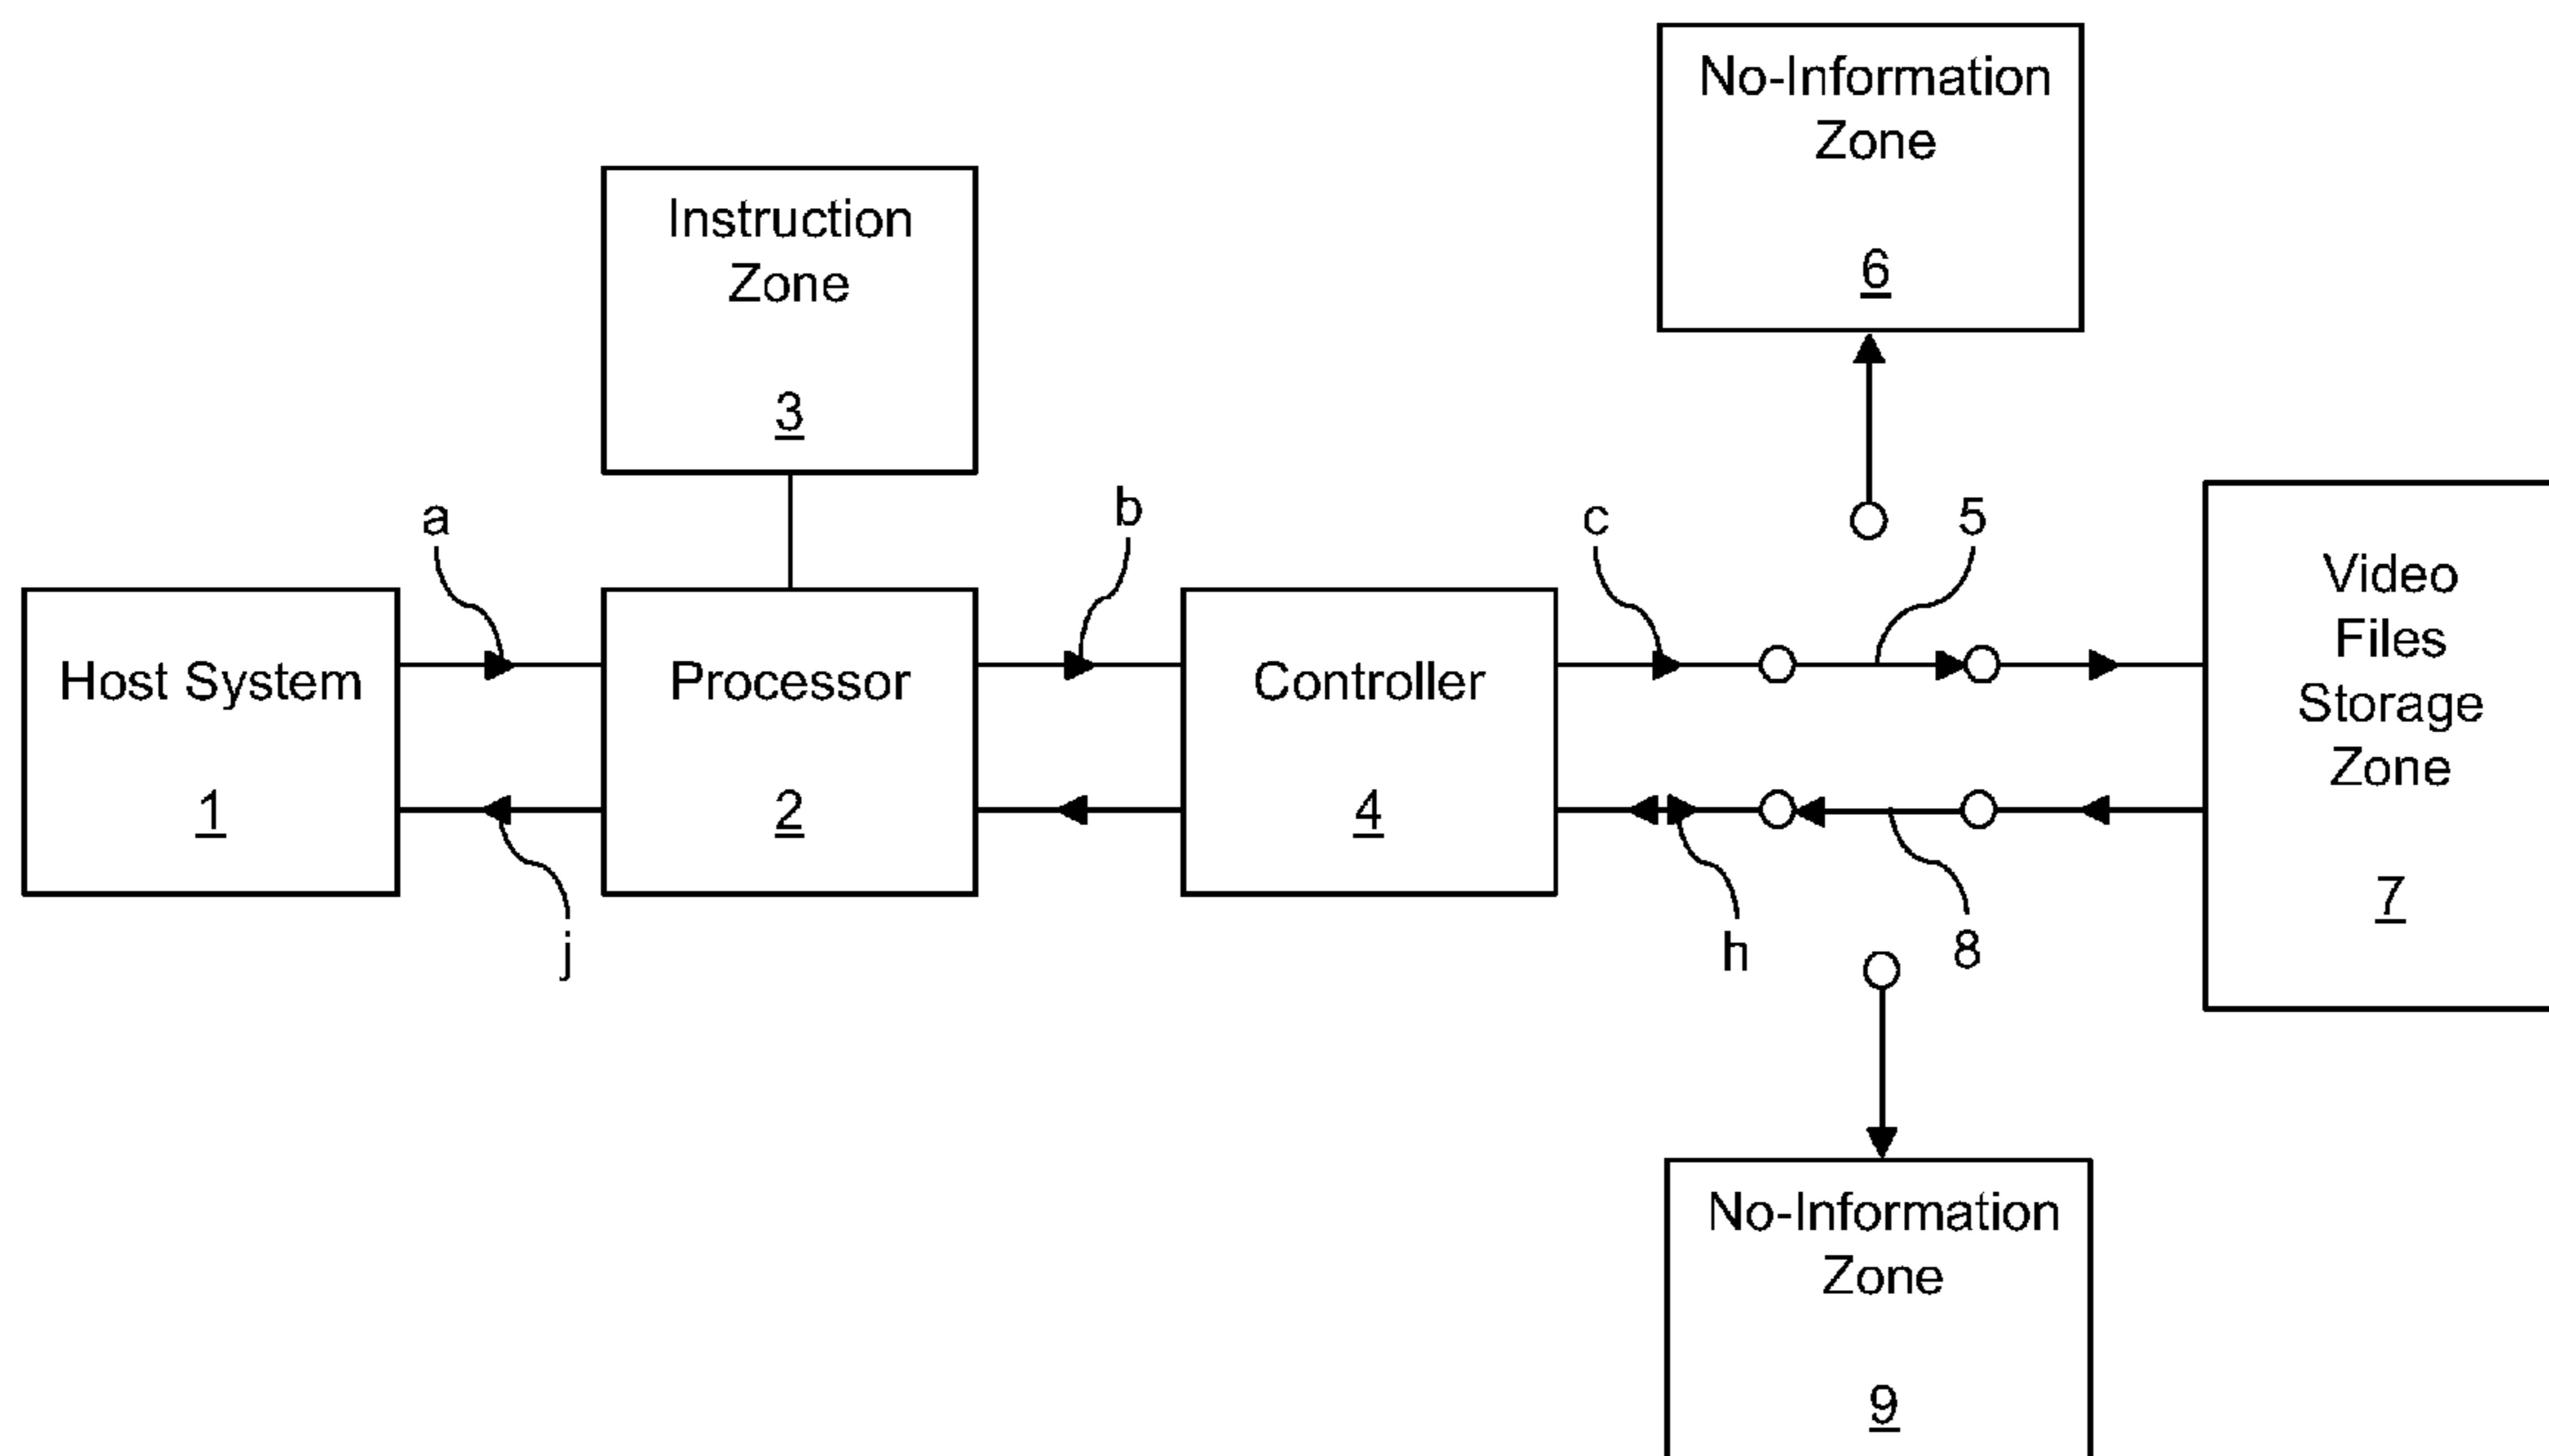 No-Information
Zone
6
Instruction
Zone
3
a
b
c
5
Host System
1
Processor
2
Controller
4
Video
Files
Storage
Zone
7
j
h
8
No-Information
Zone
9